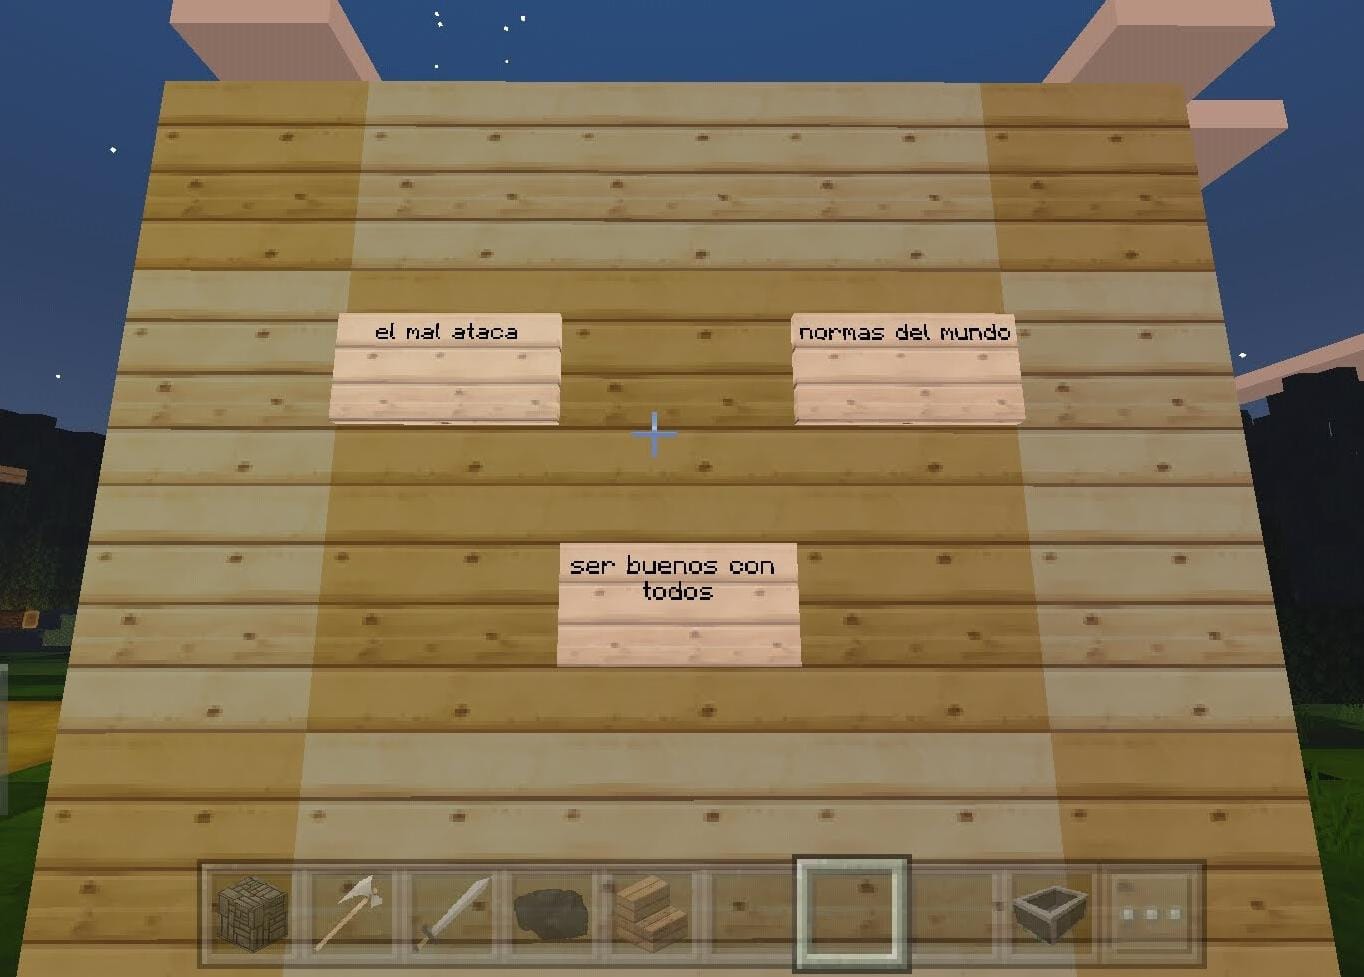 el mal ataca
normas del mundo
ser buenos con
todos